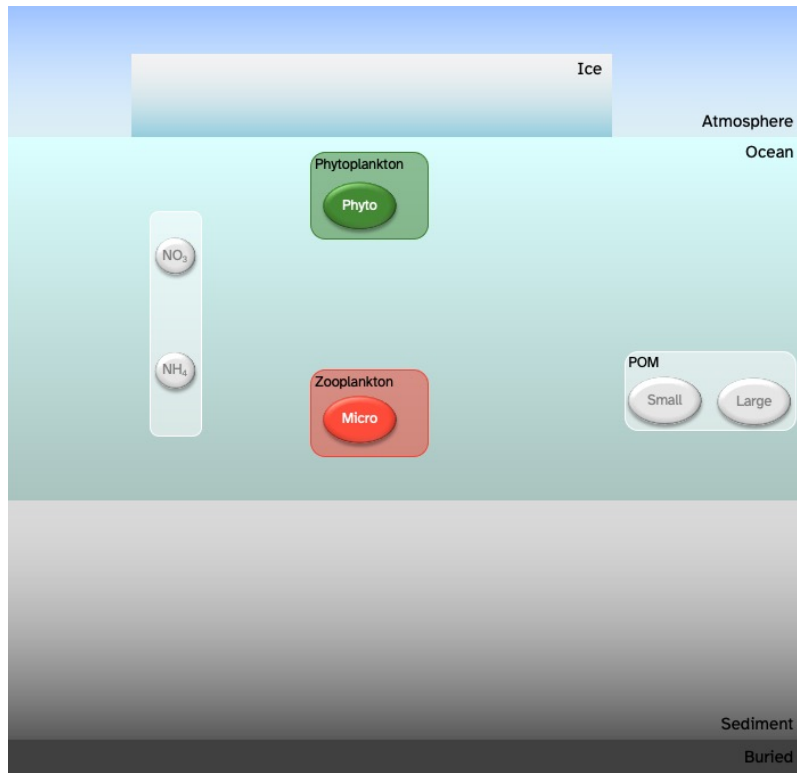 Ice
Atmosphere
Ocean
Phytoplankton
Phyto
NO₃
NH₄
POM
Small
Large
Zooplankton
Micro
Sediment
Buried